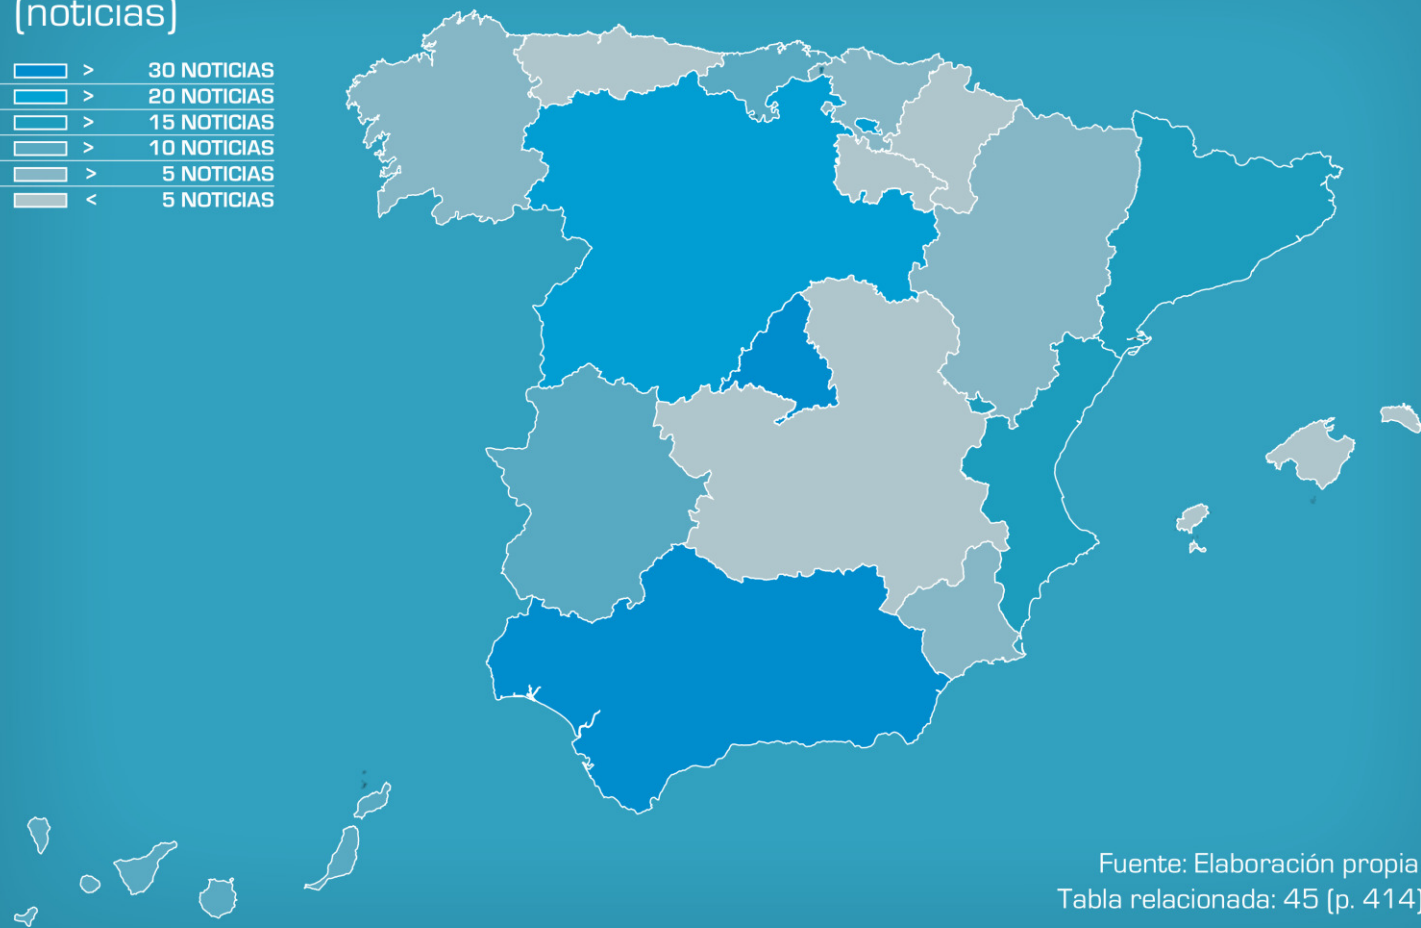 (noticias)
> 30 NOTICIAS
> 20 NOTICIAS
> 15 NOTICIAS
> 10 NOTICIAS
> 5 NOTICIAS
< 5 NOTICIAS
Fuente: Elaboración propia
Tabla relacionada: 45 (p. 414)